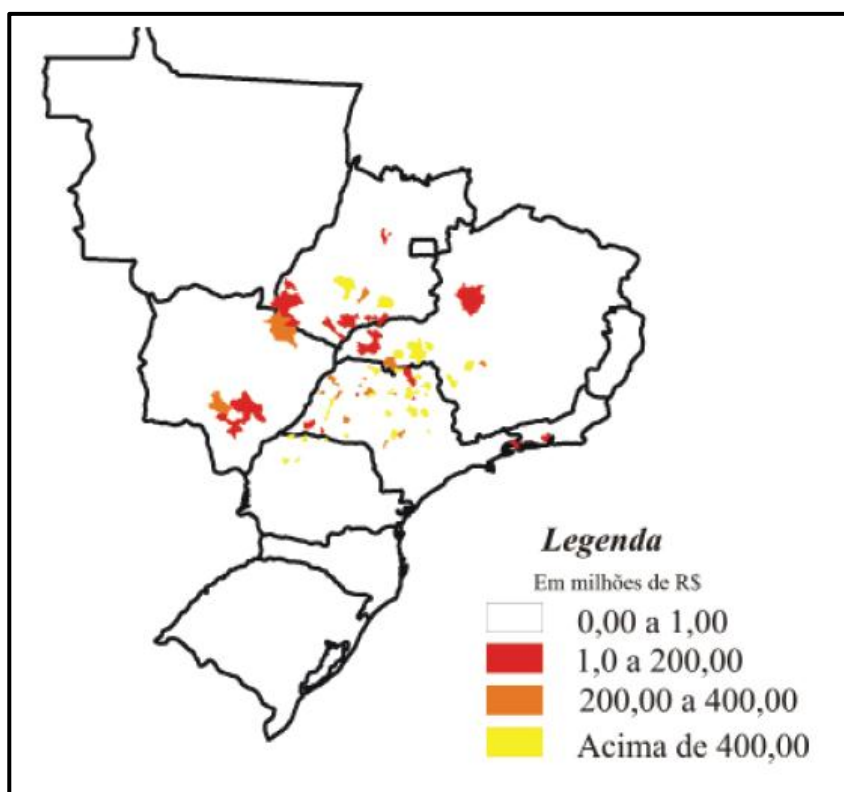 Legenda
Em milhões de R$
0,00 a 1,00
1,0 a 200,00
200,00 a 400,00
Acima de 400,00